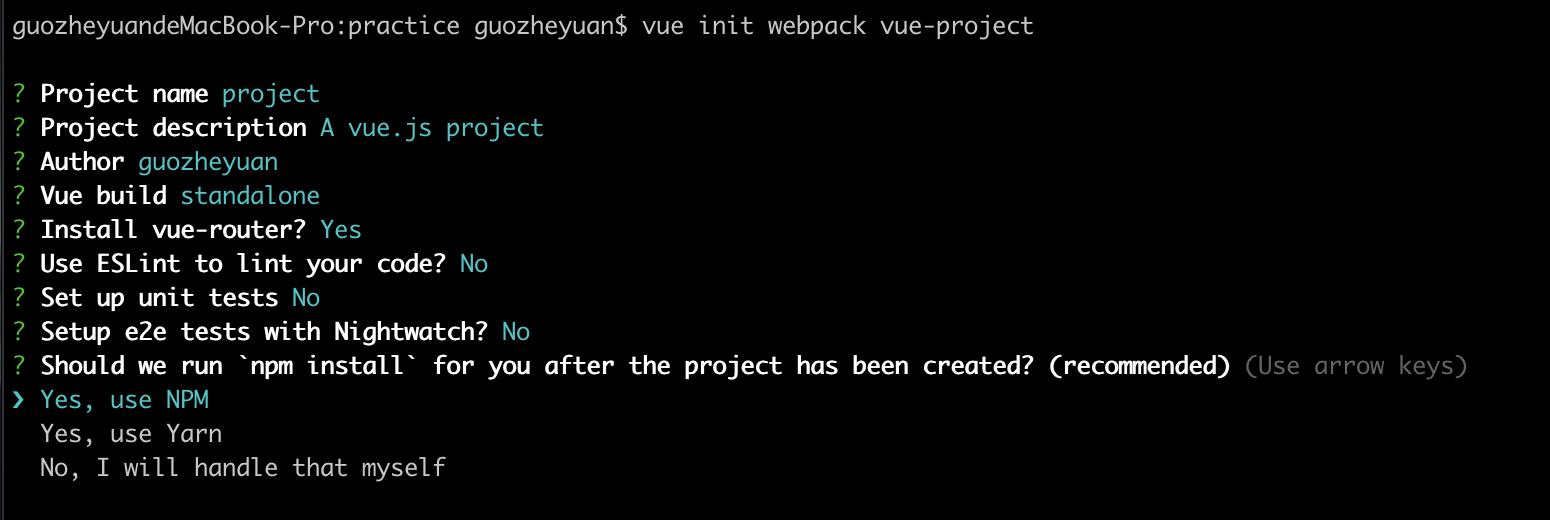 guozheyuandeMacBook-Pro:practice guozheyuan$ vue init webpack vue-project
? Project name project
? Project description A vue.js project
? Author guozheyuan
? Vue build standalone
? Install vue-router? Yes
? Use ESLint to lint your code? No
? Set up unit tests No
? Setup e2e tests with Nightwatch? No
? Should we run `npm install` for you after the project has been created? (recommended) (Use arrow keys)
❯ Yes, use NPM
Yes, use Yarn
No, I will handle that myself